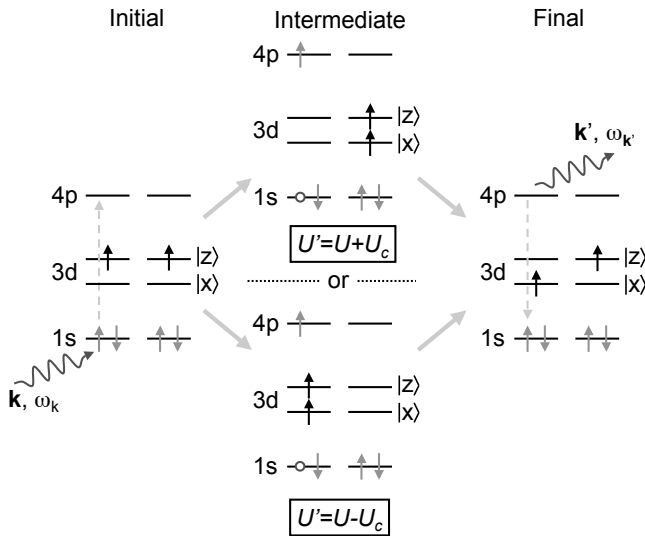 Initial
Intermediate
Final
4p
3d
|z⟩
|x⟩
1s
U'=U+U_c
or
4p
3d
|z⟩
|x⟩
1s
k, ω_k
4p
3d
|z⟩
|x⟩
1s
U'=U-U_c
k', ω_k'
4p
3d
|z⟩
|x⟩
1s